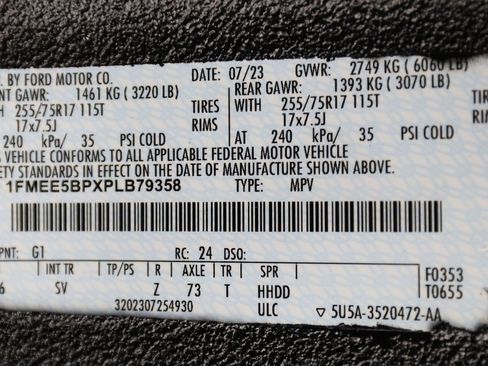 . BY FORD MOTOR CO. DATE: 07/23 GVWR: 2749 KG ( 6060 LB)
NT GAWR: 1461 KG ( 3220 LB) REAR GAWR: 1393 KG ( 3070 LB)
H 255/75R17 115T TIRES WITH 255/75R17 115T
17x7.5J RIMS 17x7.5J
240 kPa/ 35 PSI COLD AT 240 kPa/ 35 PSI COLD
S VEHICLE CONFORMS TO ALL APPLICABLE FEDERAL MOTOR VEHICLE
ETY STANDARDS IN EFFECT ON THE DATE OF MANUFACTURE SHOWN ABOVE.
1FMEE5BPXPLB79358 TYPE: MPV
PNT: G1 RC: 24 DSO:
INT TR TP/PS R AXLE TR SPR F0353
6 SV Z 73 T HHDD T0655
3202307254930 ULC ▽ 5U5A-3520472-AA